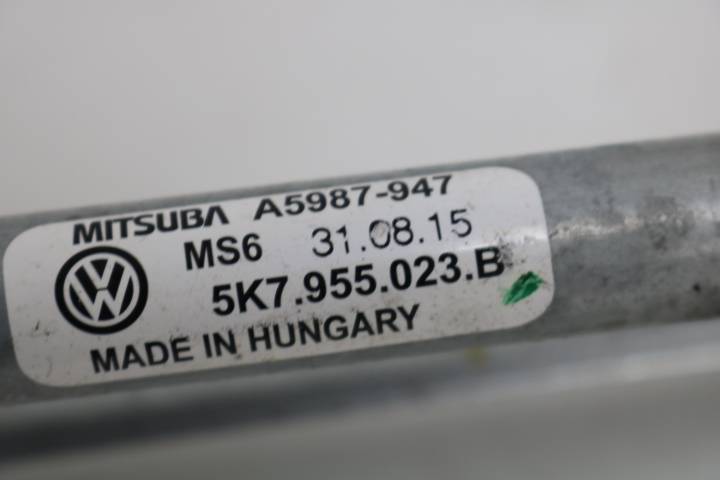 MITSUBA A5987-947
MS6 31.08.15
5K7.955.023.B
MADE IN HUNGARY